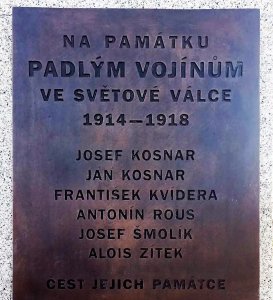 NA PAMÁTKU
PADLÝM VOJÍNŮM
VE SVĚTOVÉ VÁLCE
1914—1918
JOSEF KOSNAR
JAN KOSNAR
FRANTIŠEK KVIDERA
ANTONÍN ROUS
JOSEF ŠMOLÍK
ALOIS ZÍTEK
ČEST JEJICH PAMÁTCE